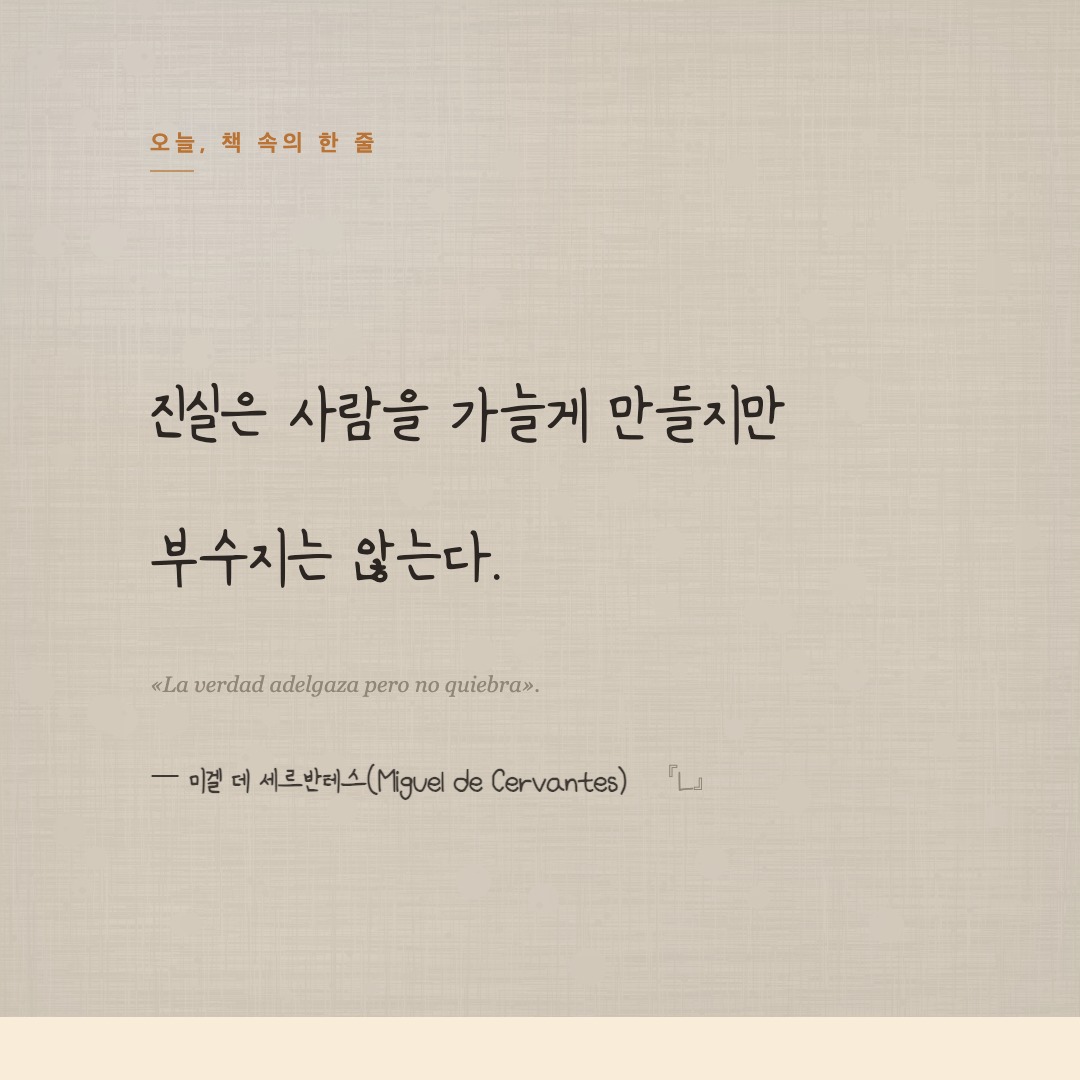 오늘, 책 속의 한 줄
진실은 사람을 가늘게 만들지만
부수지는 않는다.
«La verdad adelgaza pero no quiebra».
— 미겔 데 세르반테스(Miguel de Cervantes) 『ㄴ』